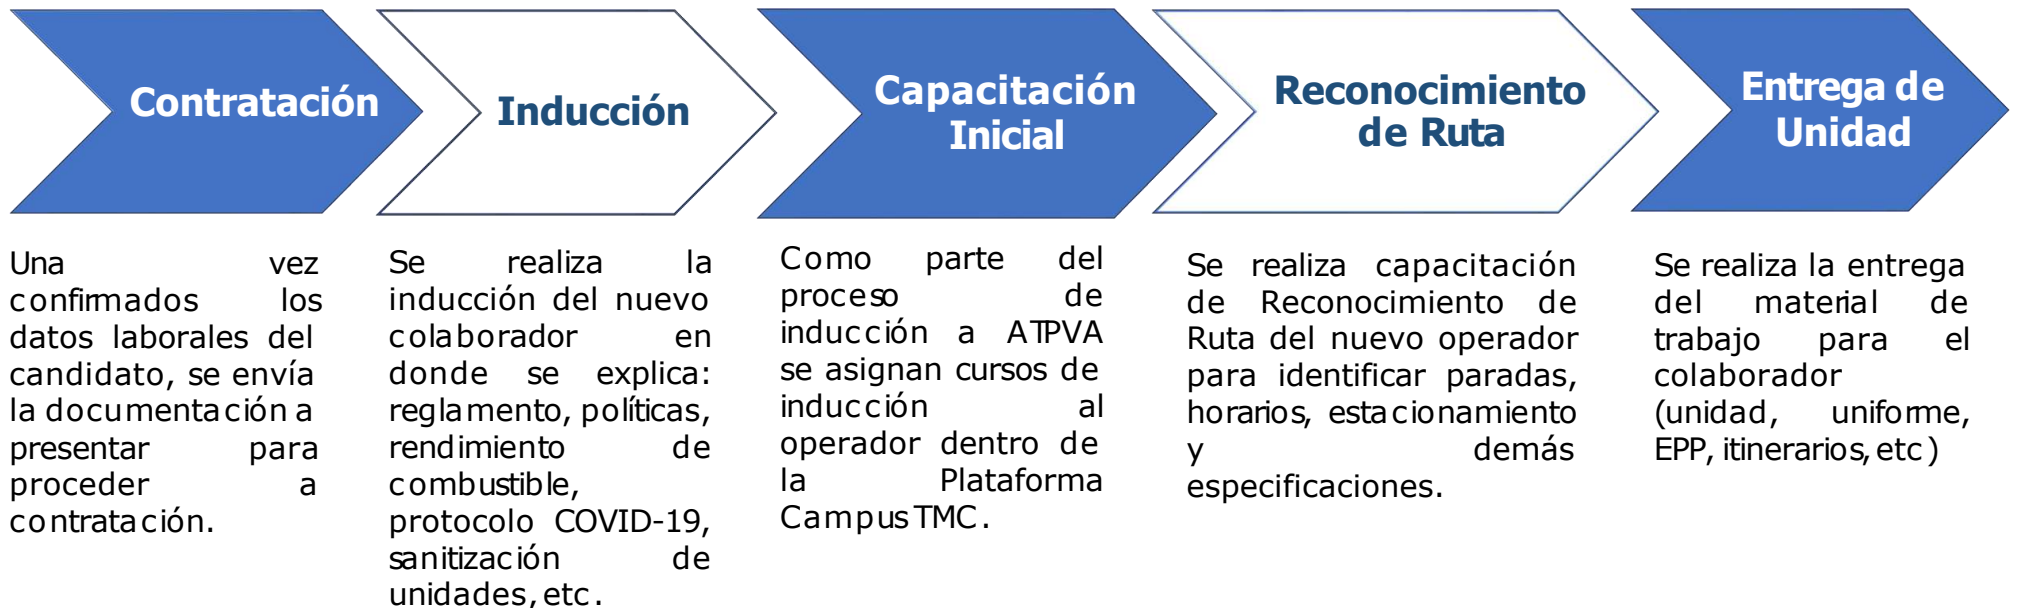 Contratación
Inducción
Capacitación
Inicial
Reconocimiento
de Ruta
Entrega de
Unidad
Una vez
confirmados los
datos laborales del
candidato, se envía
la documentación a
presentar para
proceder a
contratación.
Se realiza la
inducción del nuevo
colaborador en
donde se explica:
reglamento, políticas,
rendimiento de
combustible,
protocolo COVID-19,
sanitización de
unidades, etc.
Como parte del
proceso de
inducción a ATPVA
se asignan cursos de
inducción al
operador dentro de
la Plataforma
Campus TMC.
Se realiza capacitación
de Reconocimiento de
Ruta del nuevo operador
para identificar paradas,
horarios, estacionamiento
y demás
especificaciones.
Se realiza la entrega
del material de
trabajo para el
colaborador
(unidad, uniforme,
EPP, itinerarios, etc)